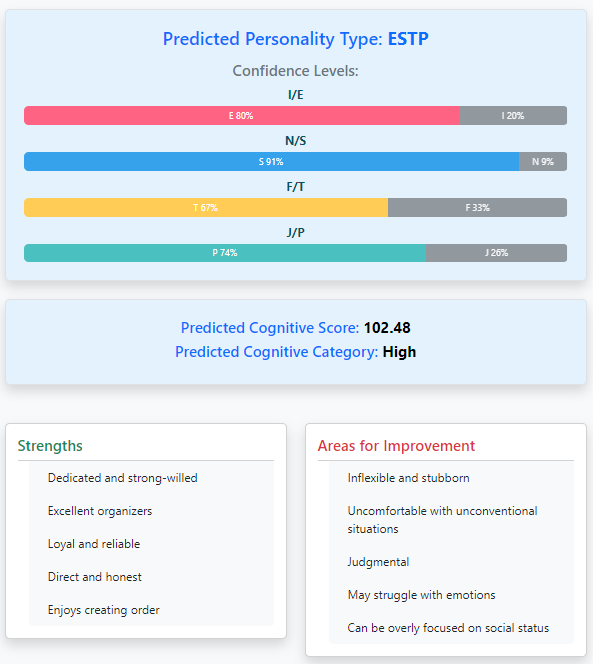 Predicted Personality Type: ESTP
Confidence Levels:
I/E
E 80% I 20%
N/S
S 91% N 9%
F/T
T 67% F 33%
J/P
P 74% J 26%
Predicted Cognitive Score: 102.48
Predicted Cognitive Category: High
Strengths
Dedicated and strong-willed
Excellent organizers
Loyal and reliable
Direct and honest
Enjoys creating order
Areas for Improvement
Inflexible and stubborn
Uncomfortable with unconventional
situations
Judgmental
May struggle with emotions
Can be overly focused on social status